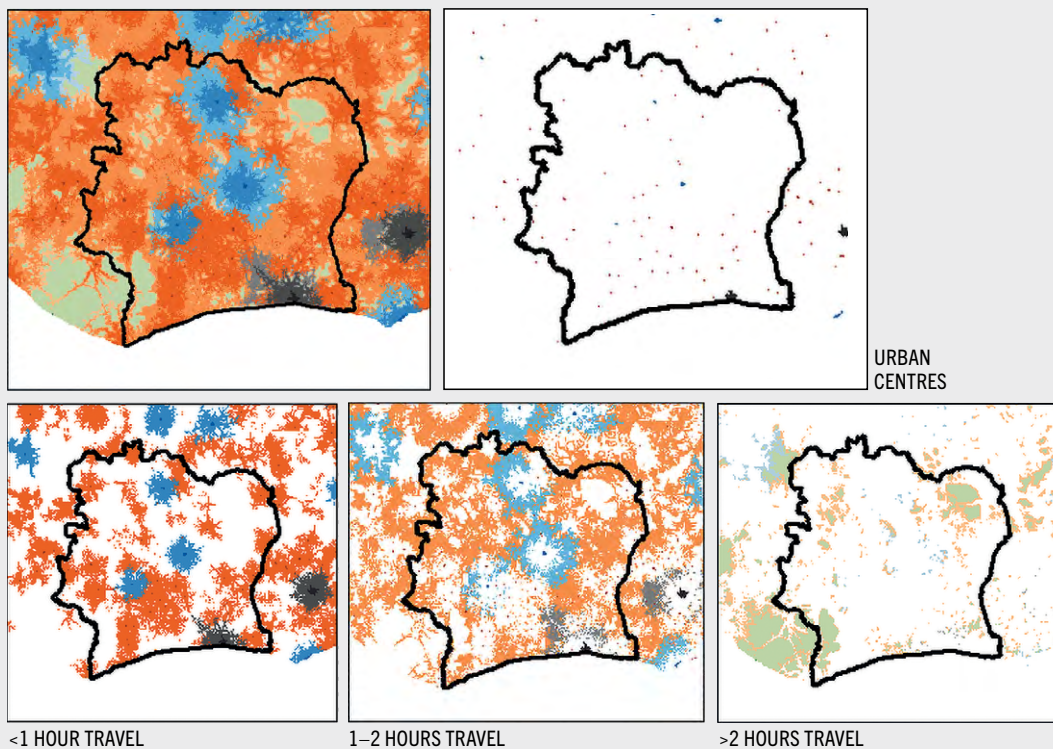 URBAN
CENTRES
<1 HOUR TRAVEL
1–2 HOURS TRAVEL
>2 HOURS TRAVEL